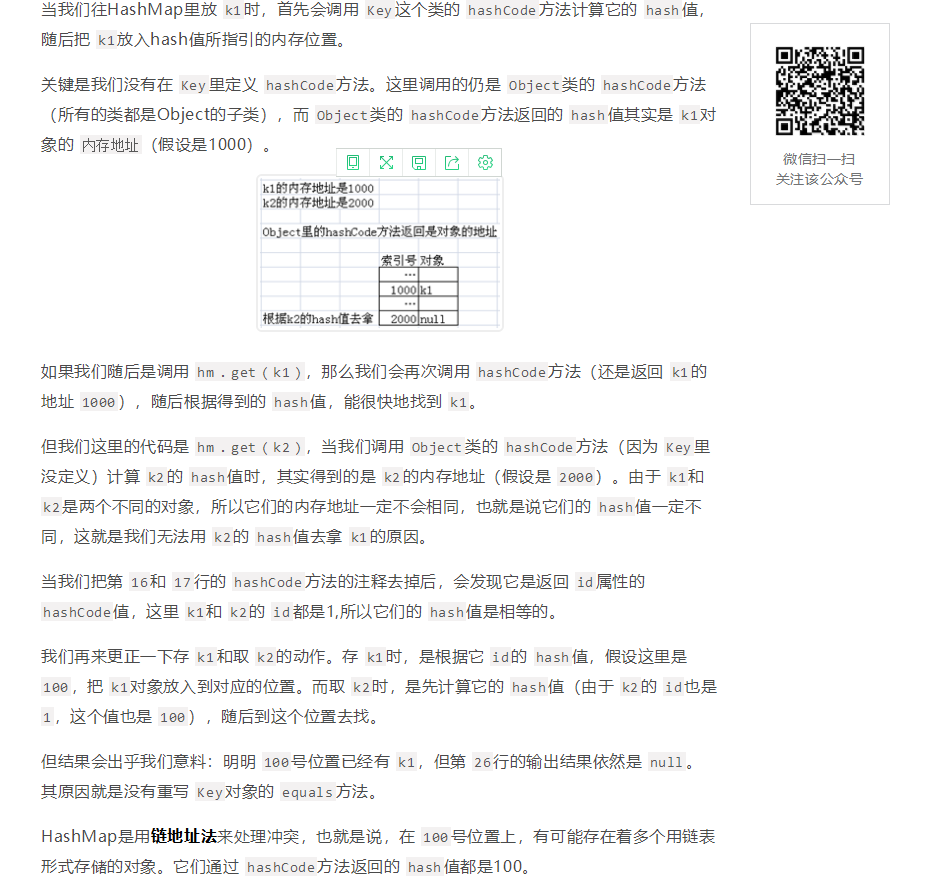 当我们往HashMap里放 k1时，首先会调用 Key这个类的 hashCode方法计算它的 hash值，
随后把 k1放入hash值所指引的内存位置。
关键是我们没有在 Key里定义 hashCode方法。这里调用的仍是 Object类的 hashCode方法
（所有的类都是Object的子类），而 Object类的 hashCode方法返回的 hash值其实是 k1对
象的 内存地址（假设是1000）。
k1的内存地址是1000
k2的内存地址是2000
Object里的hashCode方法返回是对象的地址
索引号 对象
…
1000 k1
…
根据k2的hash值去拿 2000 null
如果我们随后是调用 hm.get(k1)，那么我们会再次调用 hashCode方法（还是返回 k1的
地址 1000），随后根据得到的 hash值，能很快地找到 k1。
但我们这里的代码是 hm.get(k2)，当我们调用 Object类的 hashCode方法（因为 Key里
没定义）计算 k2的 hash值时，其实得到的是 k2的内存地址（假设是 2000）。由于 k1和
k2是两个不同的对象，所以它们的内存地址一定不会相同，也就是说它们的 hash值一定不
同，这就是我们无法用 k2的 hash值去拿 k1的原因。
当我们把第 16和 17行的 hashCode方法的注释去掉后，会发现它是返回 id属性的
hashCode值，这里 k1和 k2的 id都是1,所以它们的 hash值是相等的。
我们再来更正一下存 k1和取 k2的动作。存 k1时，是根据它 id的 hash值，假设这里是
100，把 k1对象放入到对应的位置。而取 k2时，是先计算它的 hash值（由于 k2的 id也是
1，这个值也是 100），随后到这个位置去找。
但结果会出乎我们意料：明明 100号位置已经有 k1，但第 26行的输出结果依然是 null。
其原因就是没有重写 Key对象的 equals方法。
HashMap是用链地址法来处理冲突，也就是说，在 100号位置上，有可能存在着多个用链表
形式存储的对象。它们通过 hashCode方法返回的 hash值都是100。
微信扫一扫
关注该公众号